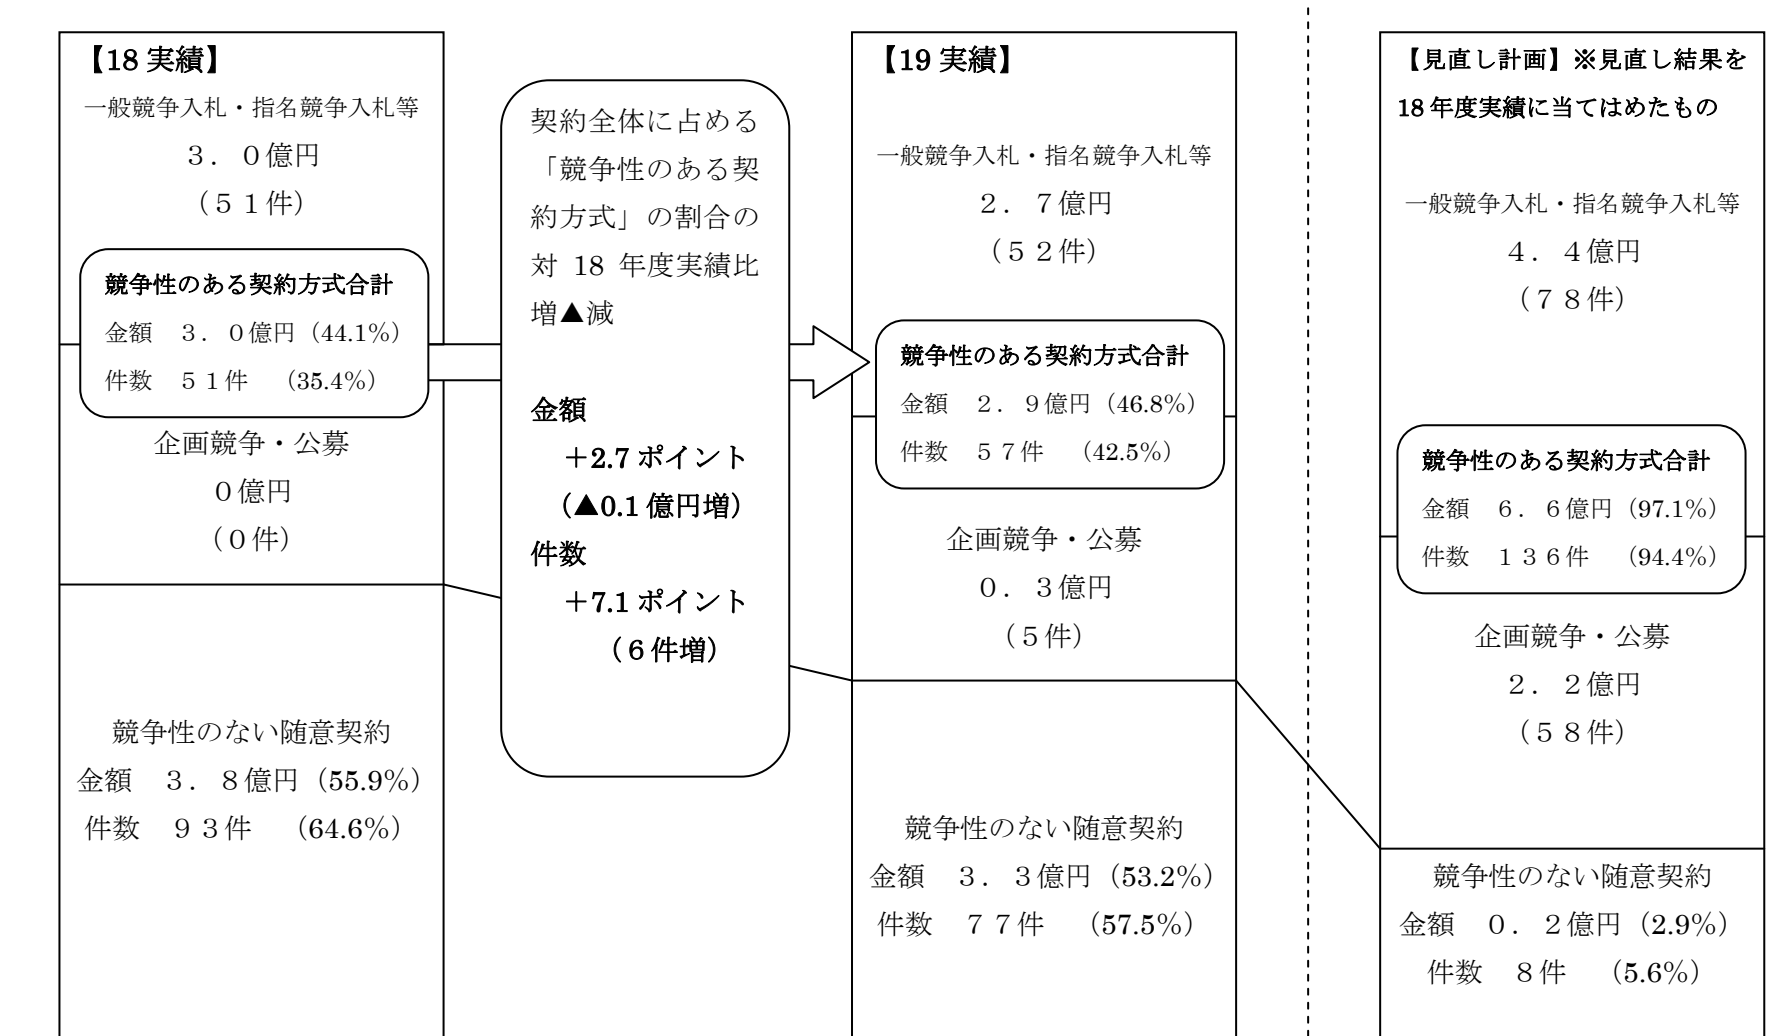 【18 実績】
一般競争入札・指名競争入札等
３．０億円
（５１件）
競争性のある契約方式合計
金額　３．０億円（44.1%）
件数　５１件　（35.4%）
企画競争・公募
０億円
（０件）
競争性のない随意契約
金額　３．８億円（55.9%）
件数　９３件　（64.6%）
契約全体に占める
「競争性のある契
約方式」の割合の
対 18 年度実績比
増▲減
金額
＋2.7 ポイント
（▲0.1 億円増）
件数
＋7.1 ポイント
（６件増）
【19 実績】
一般競争入札・指名競争入札等
２．７億円
（５２件）
競争性のある契約方式合計
金額　２．９億円（46.8%）
件数　５７件　（42.5%）
企画競争・公募
０．３億円
（５件）
競争性のない随意契約
金額　３．３億円（53.2%）
件数　７７件　（57.5%）
【見直し計画】※見直し結果を
18 年度実績に当てはめたもの
一般競争入札・指名競争入札等
４．４億円
（７８件）
競争性のある契約方式合計
金額　６．６億円（97.1%）
件数　１３６件　（94.4%）
企画競争・公募
２．２億円
（５８件）
競争性のない随意契約
金額　０．２億円（2.9%）
件数　８件　（5.6%）